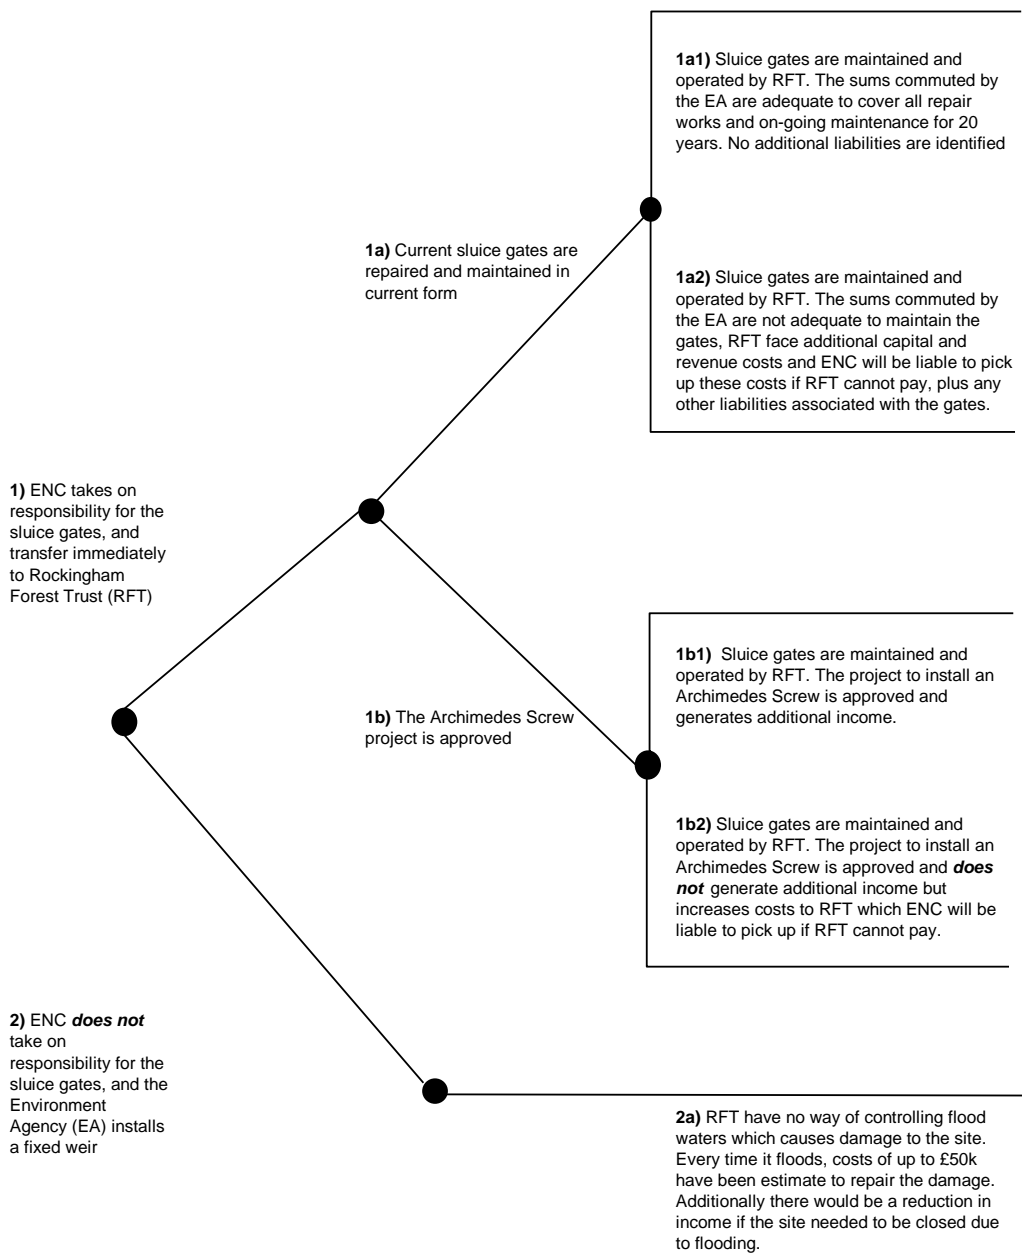 1a1) Sluice gates are maintained and
operated by RFT. The sums commuted by
the EA are adequate to cover all repair
works and on-going maintenance for 20
years. No additional liabilities are identified
1a) Current sluice gates are
repaired and maintained in
current form
1a2) Sluice gates are maintained and
operated by RFT. The sums commuted by
the EA are not adequate to maintain the
gates, RFT face additional capital and
revenue costs and ENC will be liable to pick
up these costs if RFT cannot pay, plus any
other liabilities associated with the gates.
1) ENC takes on
responsibility for the
sluice gates, and
transfer immediately
to Rockingham
Forest Trust (RFT)
1b) The Archimedes Screw
project is approved
1b1) Sluice gates are maintained and
operated by RFT. The project to install an
Archimedes Screw is approved and
generates additional income.
1b2) Sluice gates are maintained and
operated by RFT. The project to install an
Archimedes Screw is approved and does
not generate additional income but
increases costs to RFT which ENC will be
liable to pick up if RFT cannot pay.
2) ENC does not
take on
responsibility for the
sluice gates, and the
Environment
Agency (EA) installs
a fixed weir
2a) RFT have no way of controlling flood
waters which causes damage to the site.
Every time it floods, costs of up to £50k
have been estimate to repair the damage.
Additionally there would be a reduction in
income if the site needed to be closed due
to flooding.